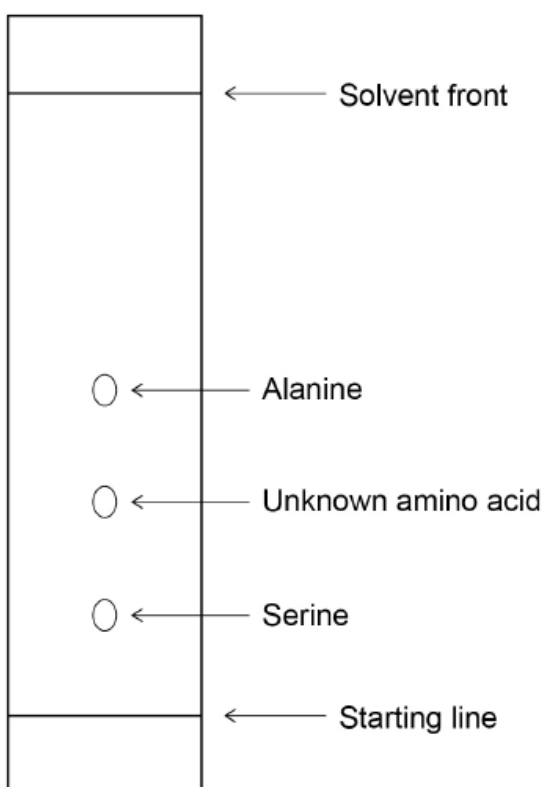 Solvent front
Alanine
Unknown amino acid
Serine
Starting line